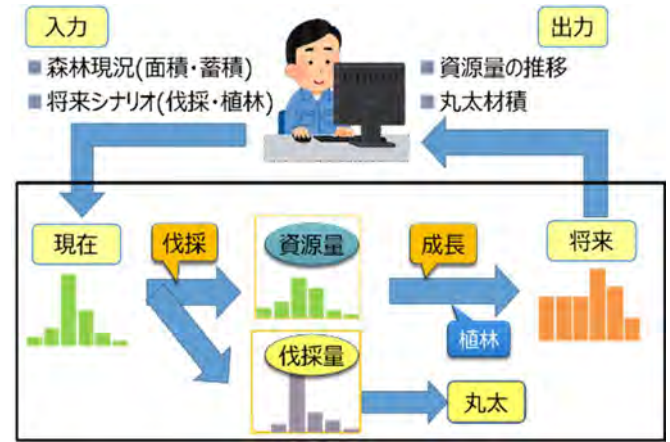 入力
出力
■森林現況(面積・蓄積)
■将来シナリオ(伐採・植林)
■資源量の推移
■丸太材積
現在
伐採
資源量
成長
将来
植林
伐採量
丸太